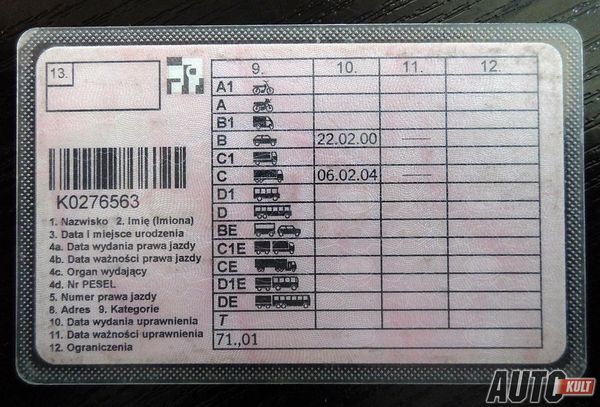 13.
K0276563
1. Nazwisko 2. Imię (Imiona)
3. Data i miejsce urodzenia
4a. Data wydania prawa jazdy
4b. Data ważności prawa jazdy
4c. Organ wydający
4d. Nr PESEL
5. Numer prawa jazdy
8. Adres 9. Kategorie
10. Data wydania uprawnienia
11. Data ważności uprawnienia
12. Ograniczenia
9. 10. 11. 12.
A1
A
B1
B 22.02.00 —
C1
C 06.02.04 —
D1
D
BE
C1E
CE
D1E
DE
T
71.,01
AUTO KULT